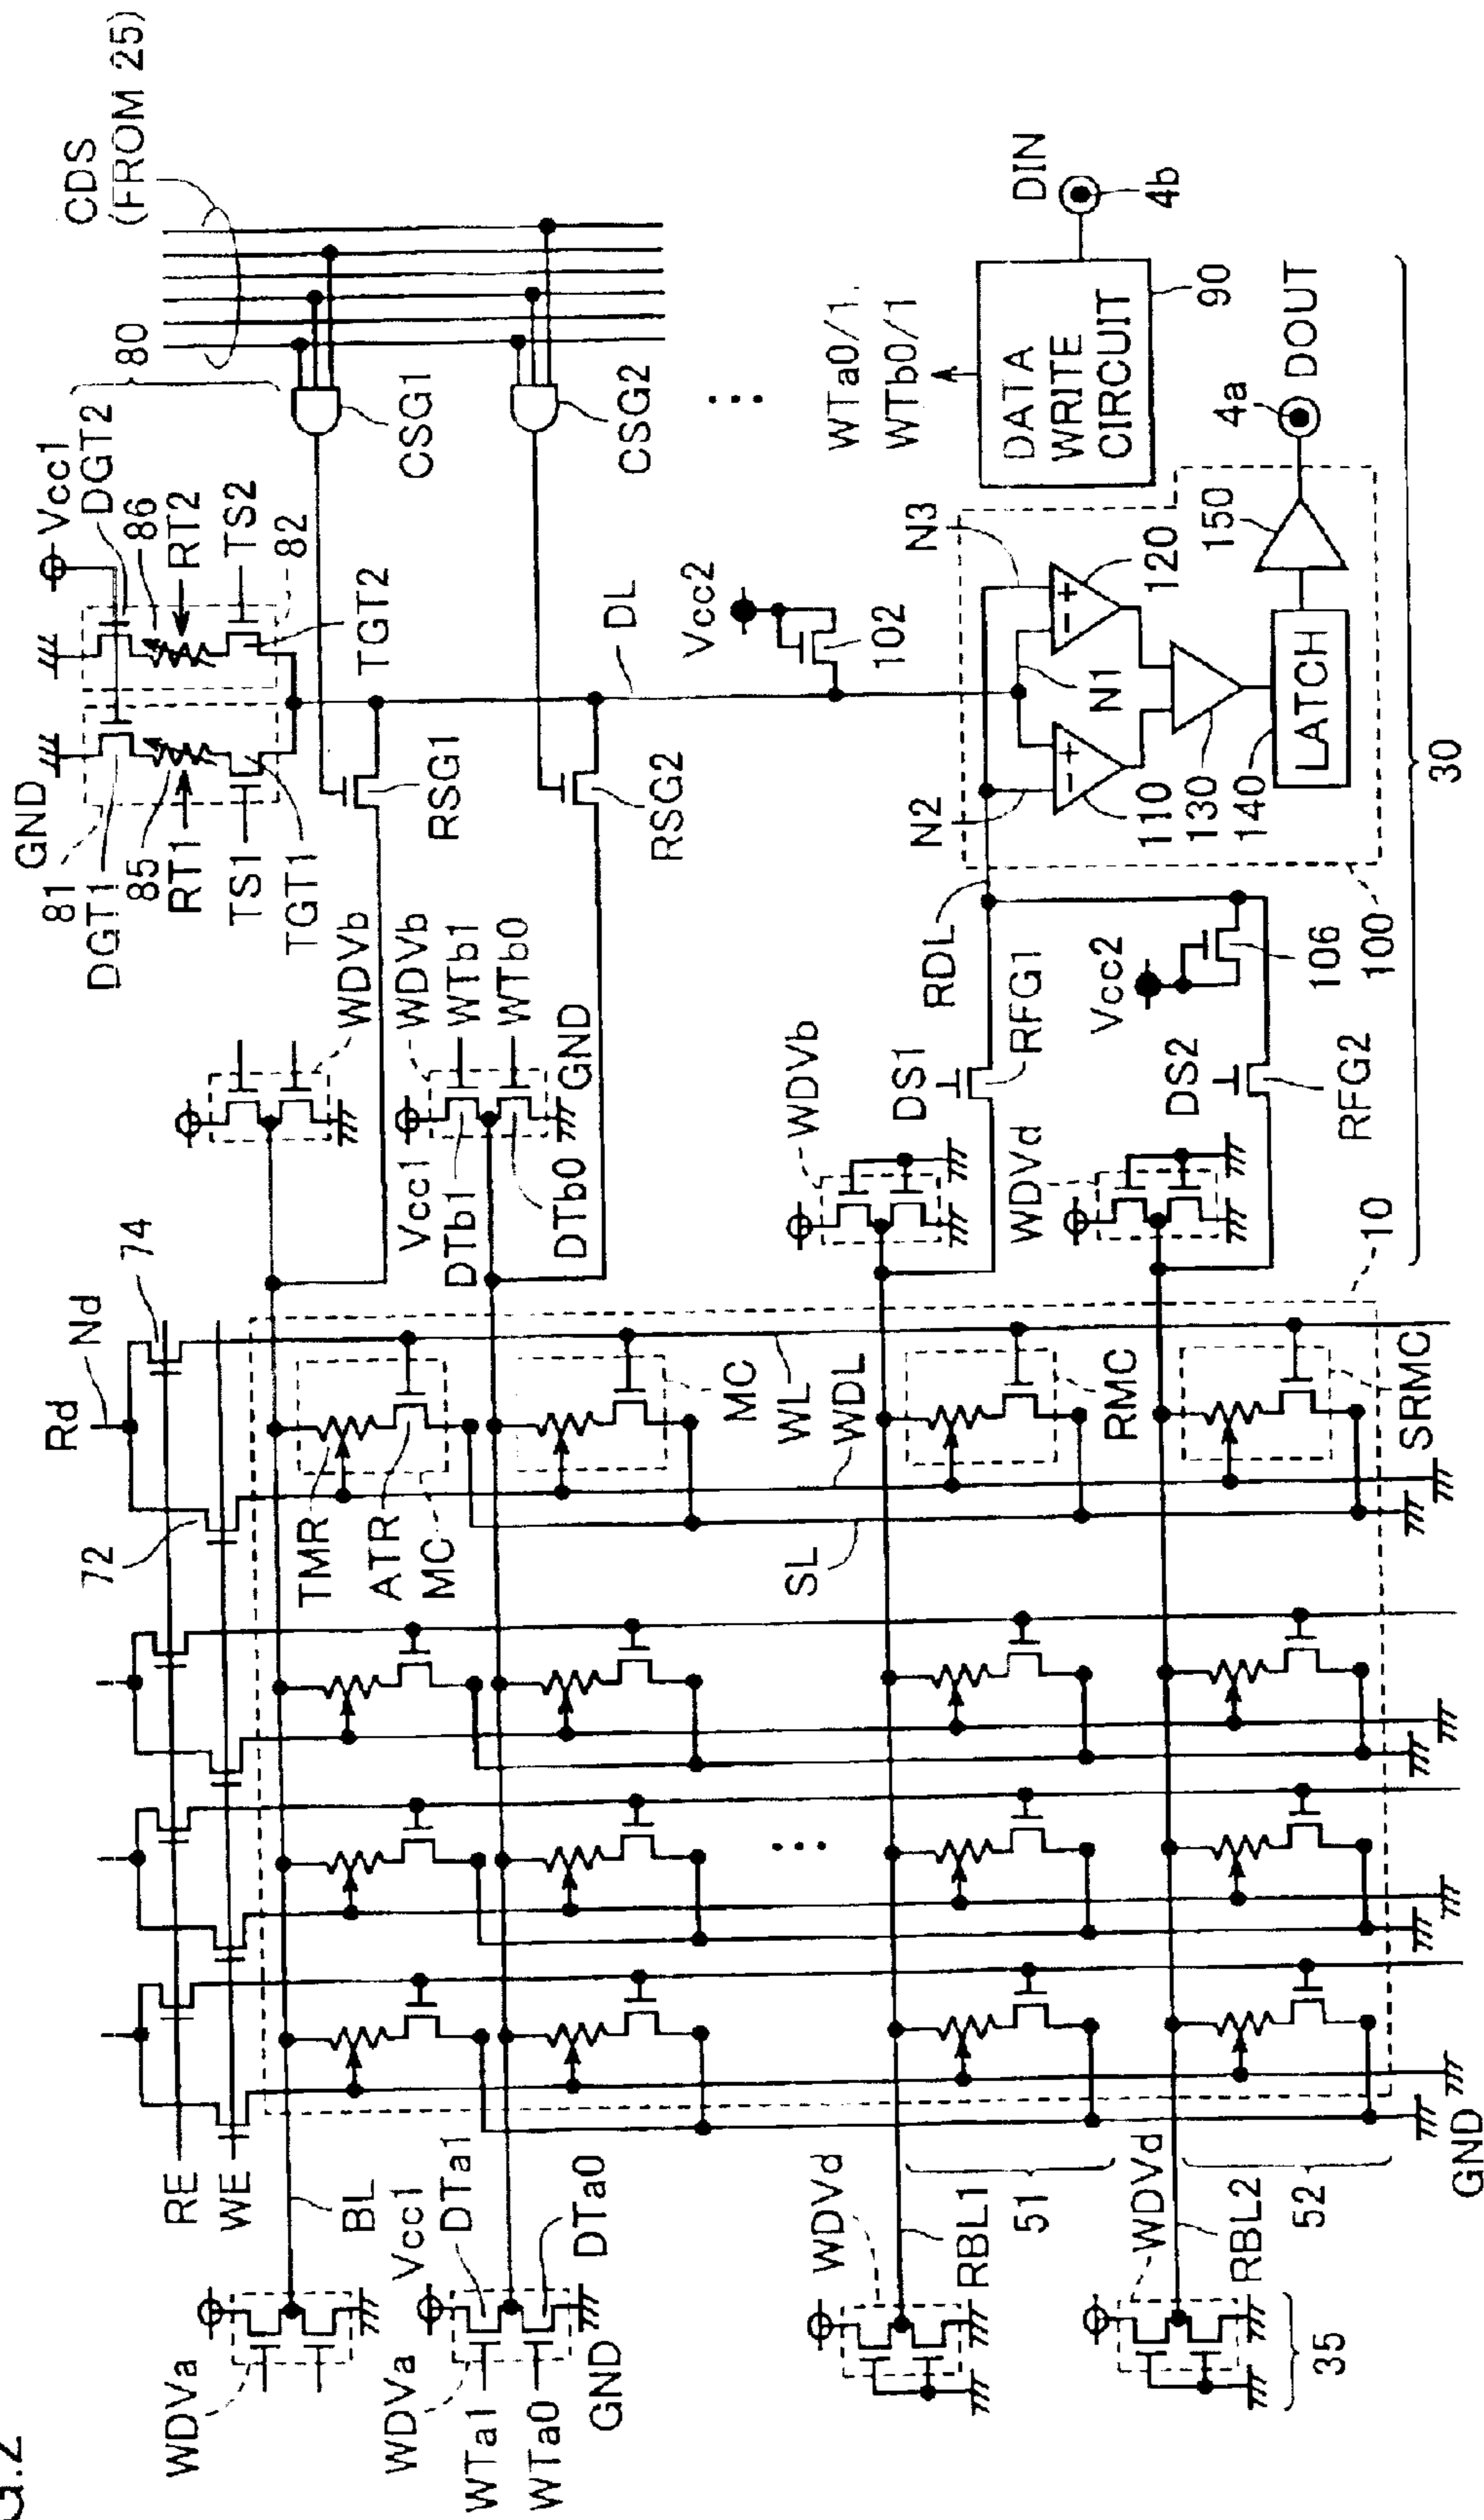 G.2
GND
81
DGT1
85
RT1
TS1
TGT1
Vcc1
DGT2
86
RT2
TS2
82
TGT2
80
CDS
(FROM 25)
CSG1
CSG2
RSG1
RSG2
DL
Vcc2
102
WTa0/1,
WTb0/1
DATA
WRITE
CIRCUIT
90
DIN
4b
4a
DOUT
N3
N2
N1
120
110
130
140
150
LATCH
30
100
RDL
Vcc2
106
DS1
RFG1
DS2
RFG2
WDVb
WDVb
WTb1
WTb0
GND
Vcc1
DTb1
DTb0
WDVb
WDVd
10
Rd
Nd
74
72
TMR
ATR
MC
MC
WL
WDL
SL
RMC
SRMC
RE
WE
BL
Vcc1
DTa1
DTa0
WDVa
WDVa
WTa1
WTa0
GND
WDVd
RBL1
51
WDVd
RBL2
52
35
GND